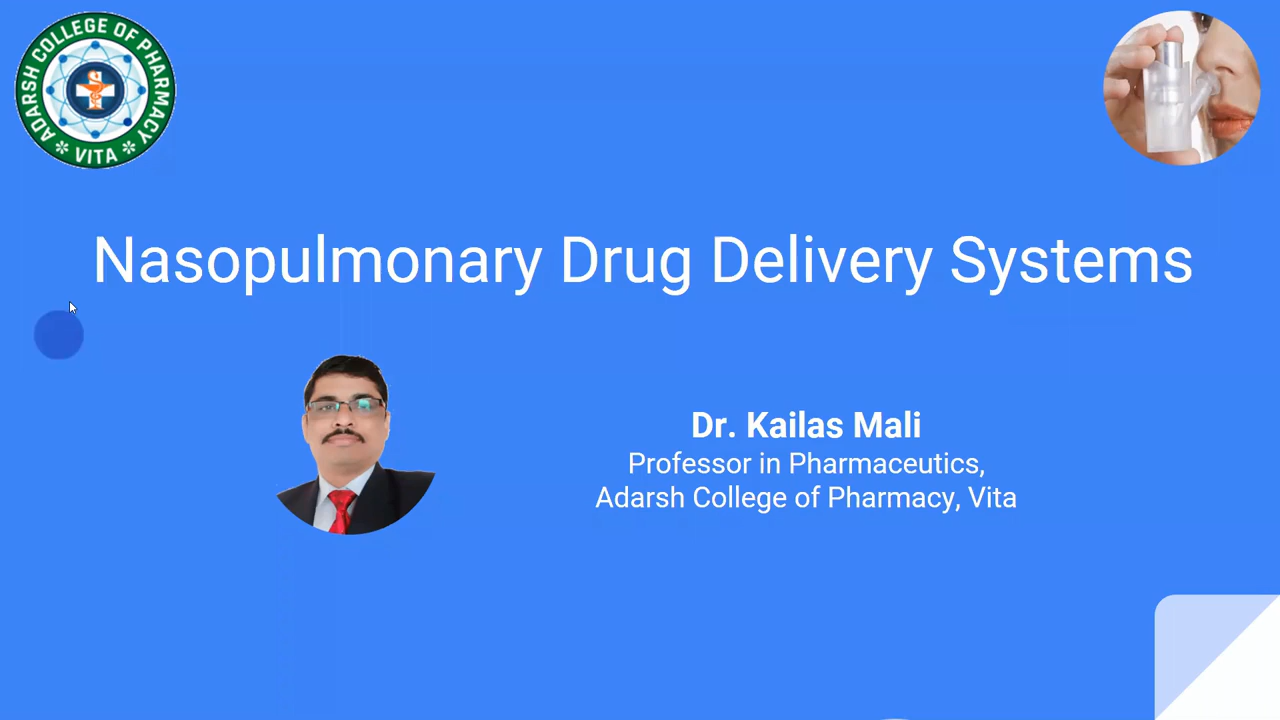 ADARSH COLLEGE OF PHARMACY
VITA
Nasopulmonary Drug Delivery Systems
Dr. Kailas Mali
Professor in Pharmaceutics,
Adarsh College of Pharmacy, Vita